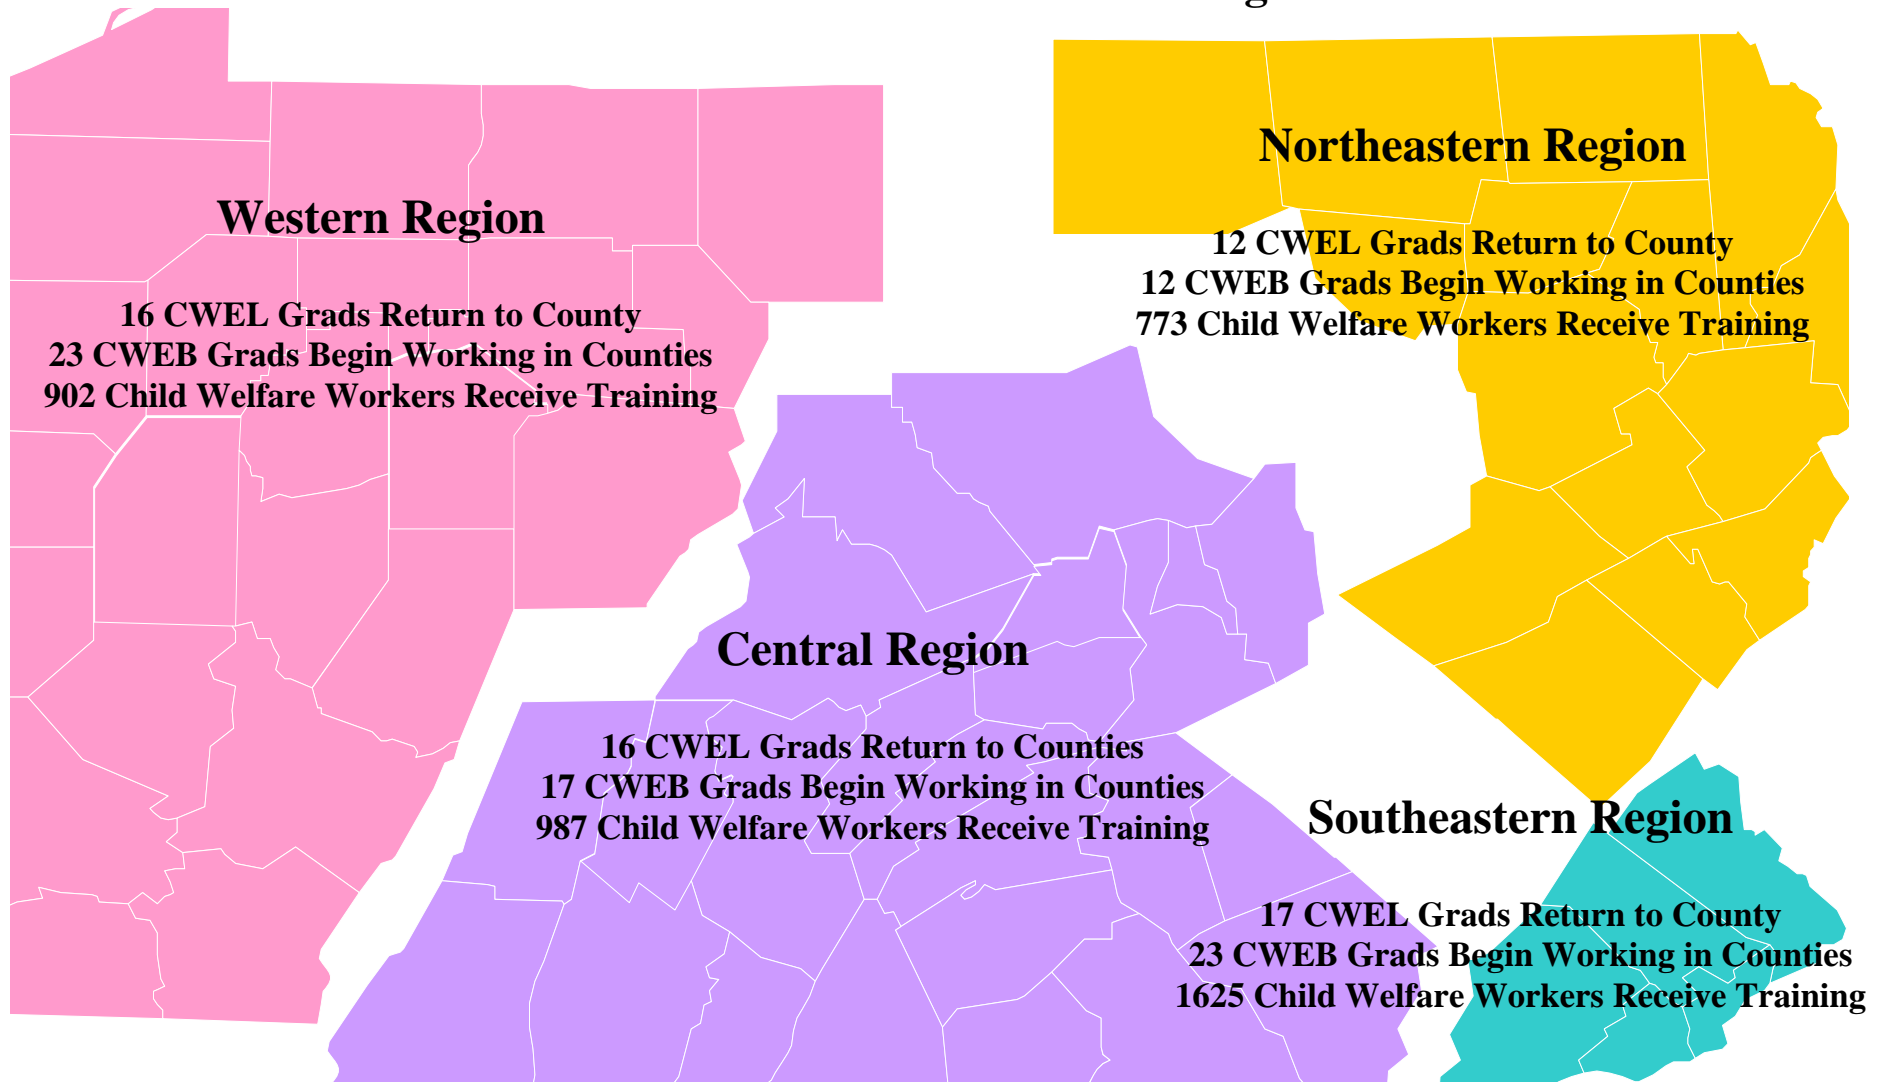 Western Region
16 CWEL Grads Return to County
23 CWEB Grads Begin Working in Counties
902 Child Welfare Workers Receive Training
Northeastern Region
12 CWEL Grads Return to County
12 CWEB Grads Begin Working in Counties
773 Child Welfare Workers Receive Training
Central Region
16 CWEL Grads Return to Counties
17 CWEB Grads Begin Working in Counties
987 Child Welfare Workers Receive Training
Southeastern Region
17 CWEL Grads Return to County
23 CWEB Grads Begin Working in Counties
1625 Child Welfare Workers Receive Training